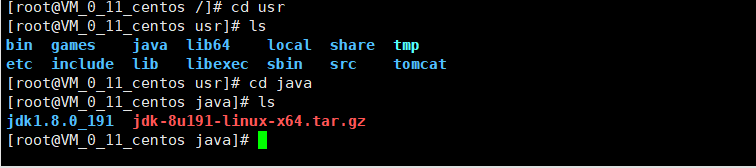 [root@VM_0_11_centos /]# cd usr
[root@VM_0_11_centos usr]# ls
bin  games    java  lib64    local  share  tmp
etc  include  lib   libexec  sbin   src    tomcat
[root@VM_0_11_centos usr]# cd java
[root@VM_0_11_centos java]# ls
jdk1.8.0_191  jdk-8u191-linux-x64.tar.gz
[root@VM_0_11_centos java]#